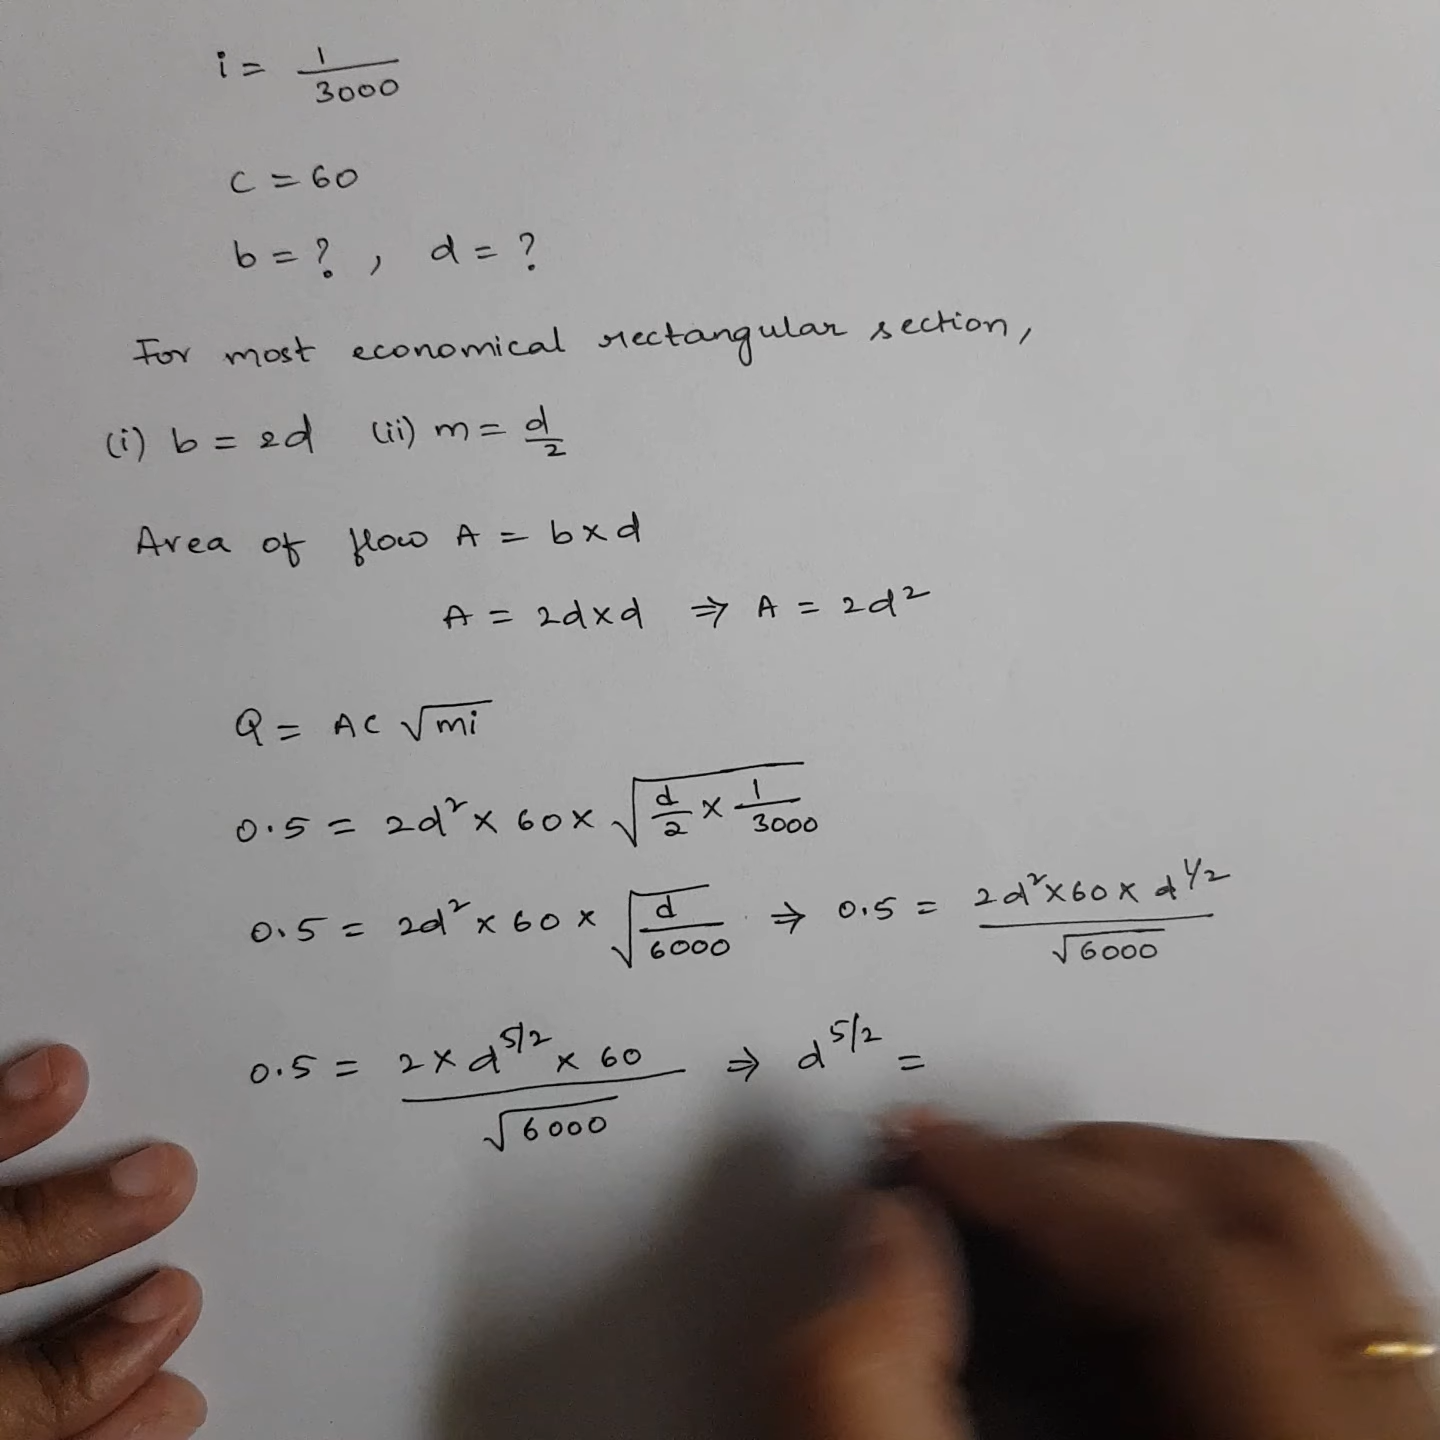 i = 1/3000
C = 60
b = ? , d = ?
For most economical rectangular section,
(i) b = 2d (ii) m = d/2
Area of flow A = b×d
A = 2d×d ⇒ A = 2d²
Q = AC √mi
0.5 = 2d² × 60 × √(d/2 × 1/3000)
0.5 = 2d² × 60 × √(d/6000) ⇒ 0.5 = 2d²×60×d^1/2 / √6000
0.5 = 2×d^5/2 × 60 / √6000 ⇒ d^5/2 =